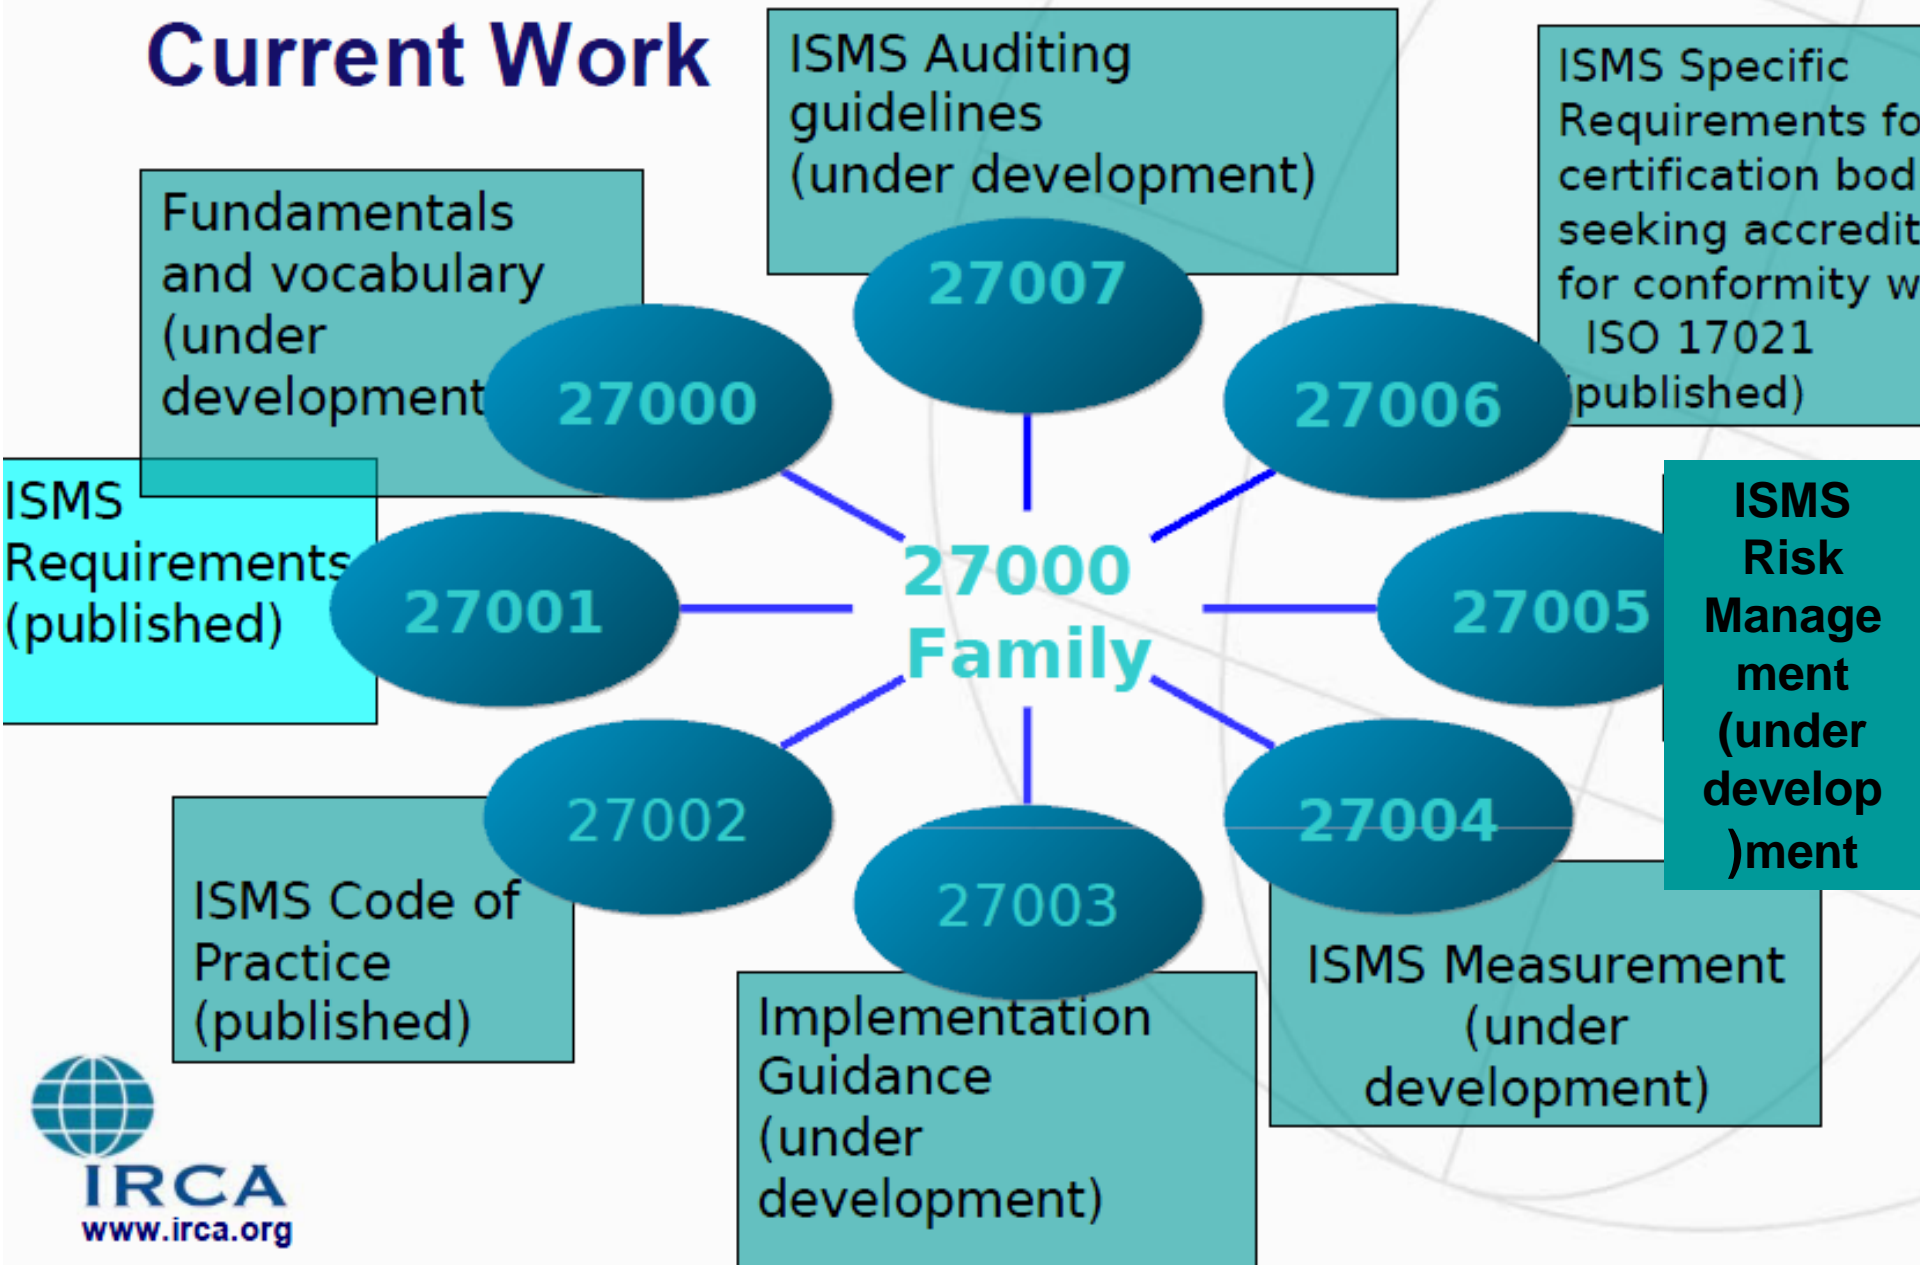 Current Work
ISMS Auditing
guidelines
(under development)
27007
ISMS Specific
Requirements fo
certification bod
seeking accredit
for conformity w
ISO 17021
(published)
27006
Fundamentals
and vocabulary
(under
development
27000
ISMS
Requirements
(published)
27001
27000
Family
27005
ISMS
Risk
Manage
ment
(under
develop
)ment
27002
ISMS Code of
Practice
(published)
27003
Implementation
Guidance
(under
development)
27004
ISMS Measurement
(under
development)
IRCA
www.irca.org